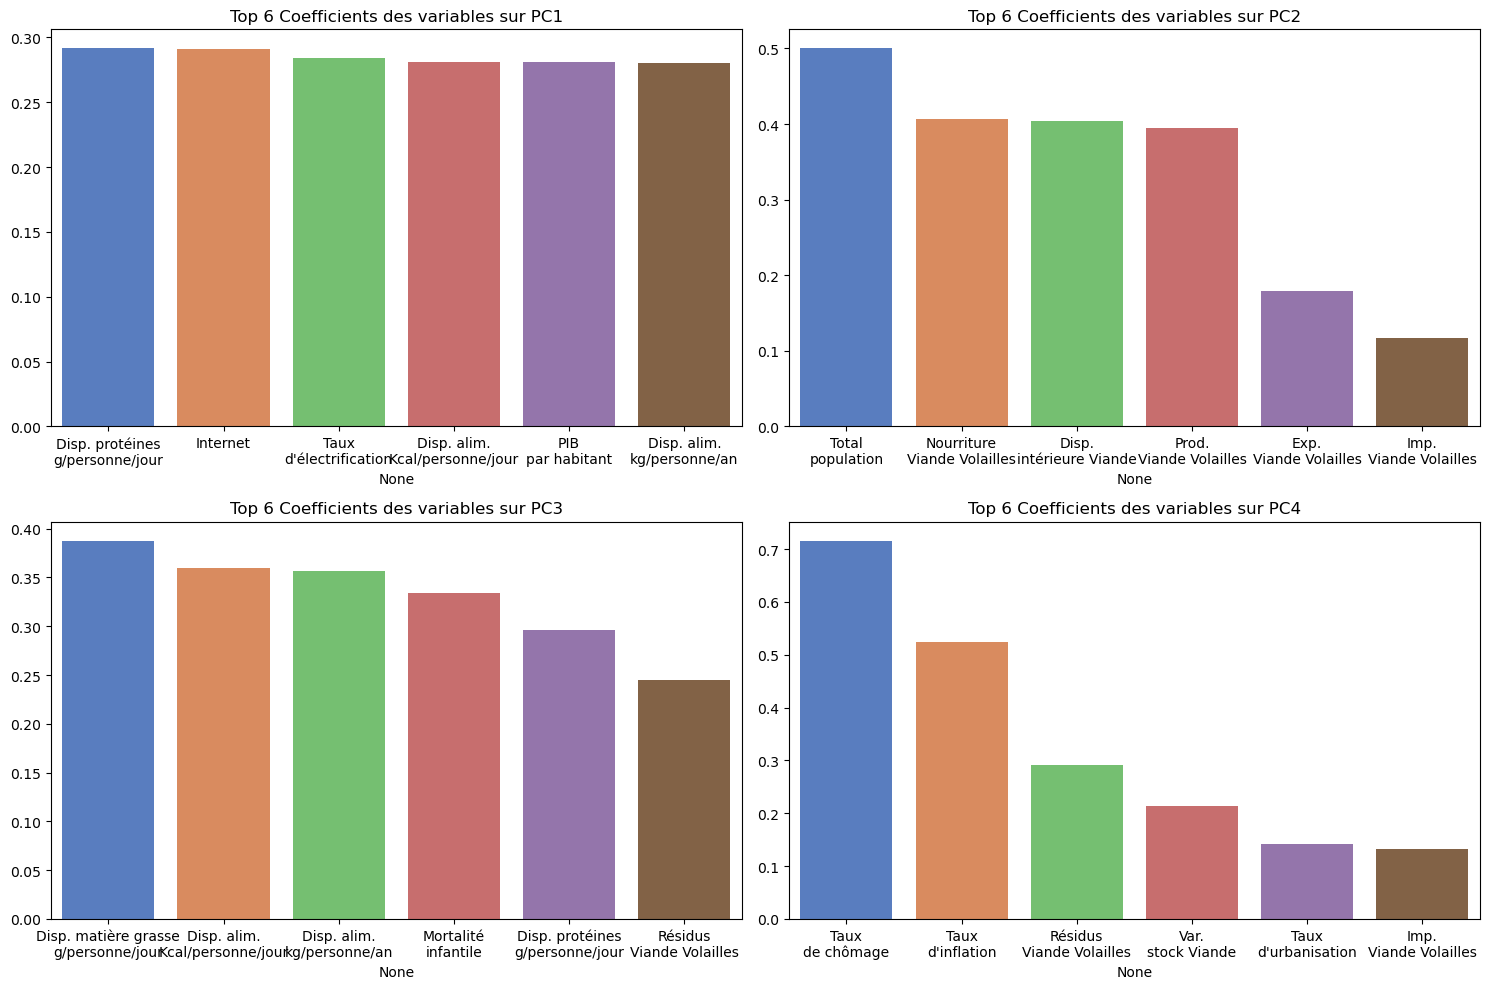 Top 6 Coefficients des variables sur PC1
0.30
0.25
0.20
0.15
0.10
0.05
0.00
Disp. protéines
g/personne/jour
Internet
Taux
d'électrification
Disp. alim.
Kcal/personne/jour
PIB
par habitant
Disp. alim.
kg/personne/an
None
Top 6 Coefficients des variables sur PC2
0.5
0.4
0.3
0.2
0.1
0.0
Total
population
Nourriture
Viande Volailles
Disp.
intérieure Viande
Prod.
Viande Volailles
Exp.
Viande Volailles
Imp.
Viande Volailles
None
Top 6 Coefficients des variables sur PC3
0.40
0.35
0.30
0.25
0.20
0.15
0.10
0.05
0.00
Disp. matière grasse
g/personne/jour
Disp. alim.
Kcal/personne/jour
Disp. alim.
kg/personne/an
Mortalité
infantile
Disp. protéines
g/personne/jour
Résidus
Viande Volailles
None
Top 6 Coefficients des variables sur PC4
0.7
0.6
0.5
0.4
0.3
0.2
0.1
0.0
Taux
de chômage
Taux
d'inflation
Résidus
Viande Volailles
Var.
stock Viande
Taux
d'urbanisation
Imp.
Viande Volailles
None